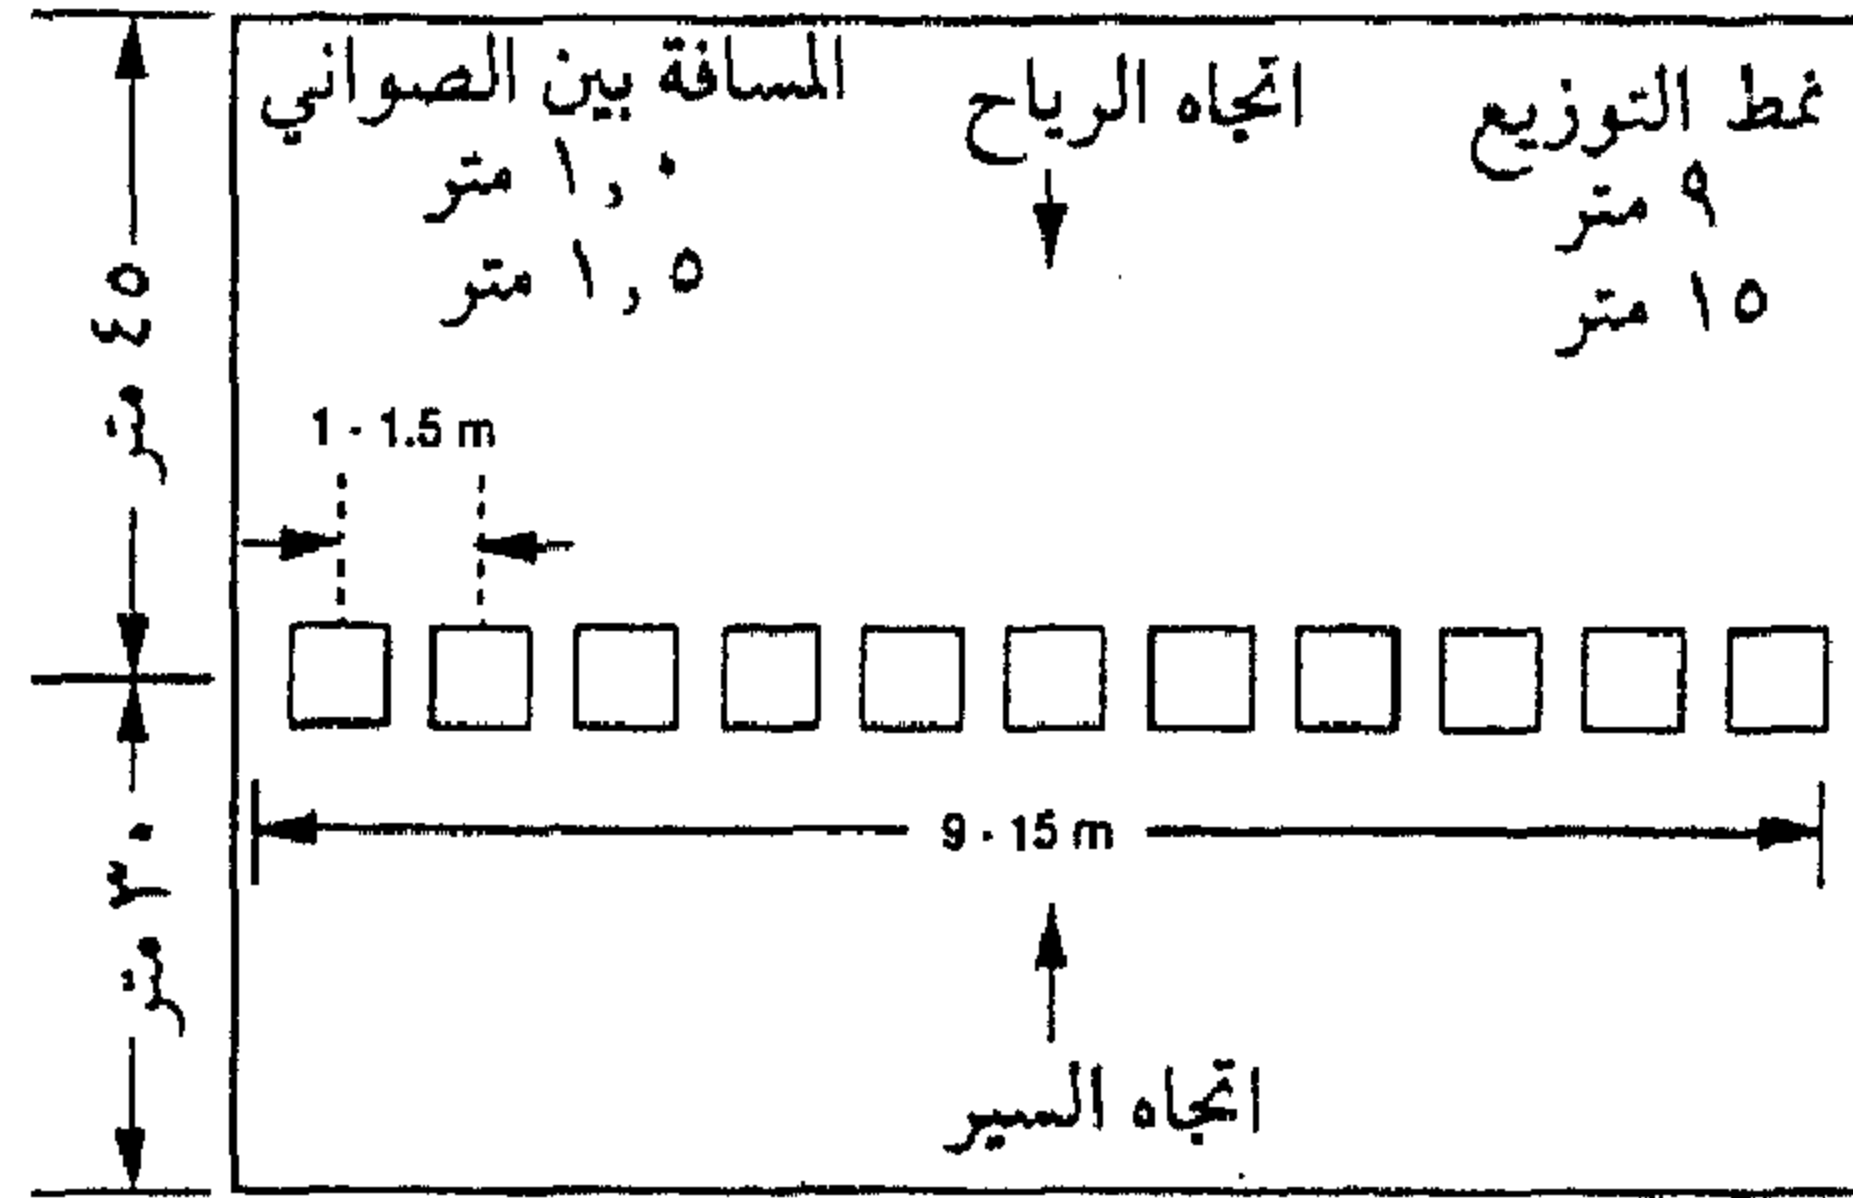 نمط التوزيع
٩ متر
١٥ متر
اتجاه الرياح
المسافة بين الصواني
١,٠ متر
١,٥ متر
٤٥ متر
1 - 1.5 m
9 - 15 m
٣٠ متر
اتجاه السير